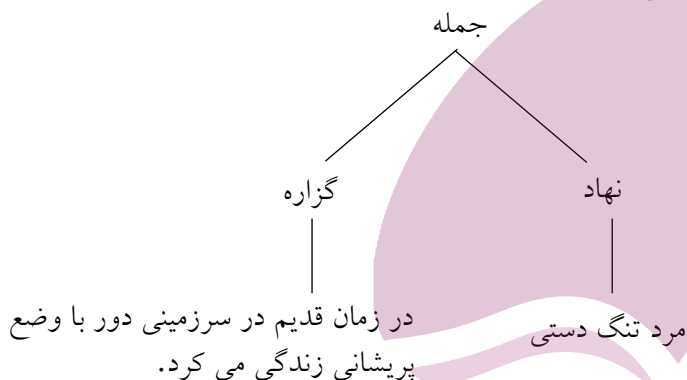 جمله
نهاد
گزاره
مرد تنگ دستی
در زمان قدیم در سرزمینی دور با وضع
پریشانی زندگی می کرد.